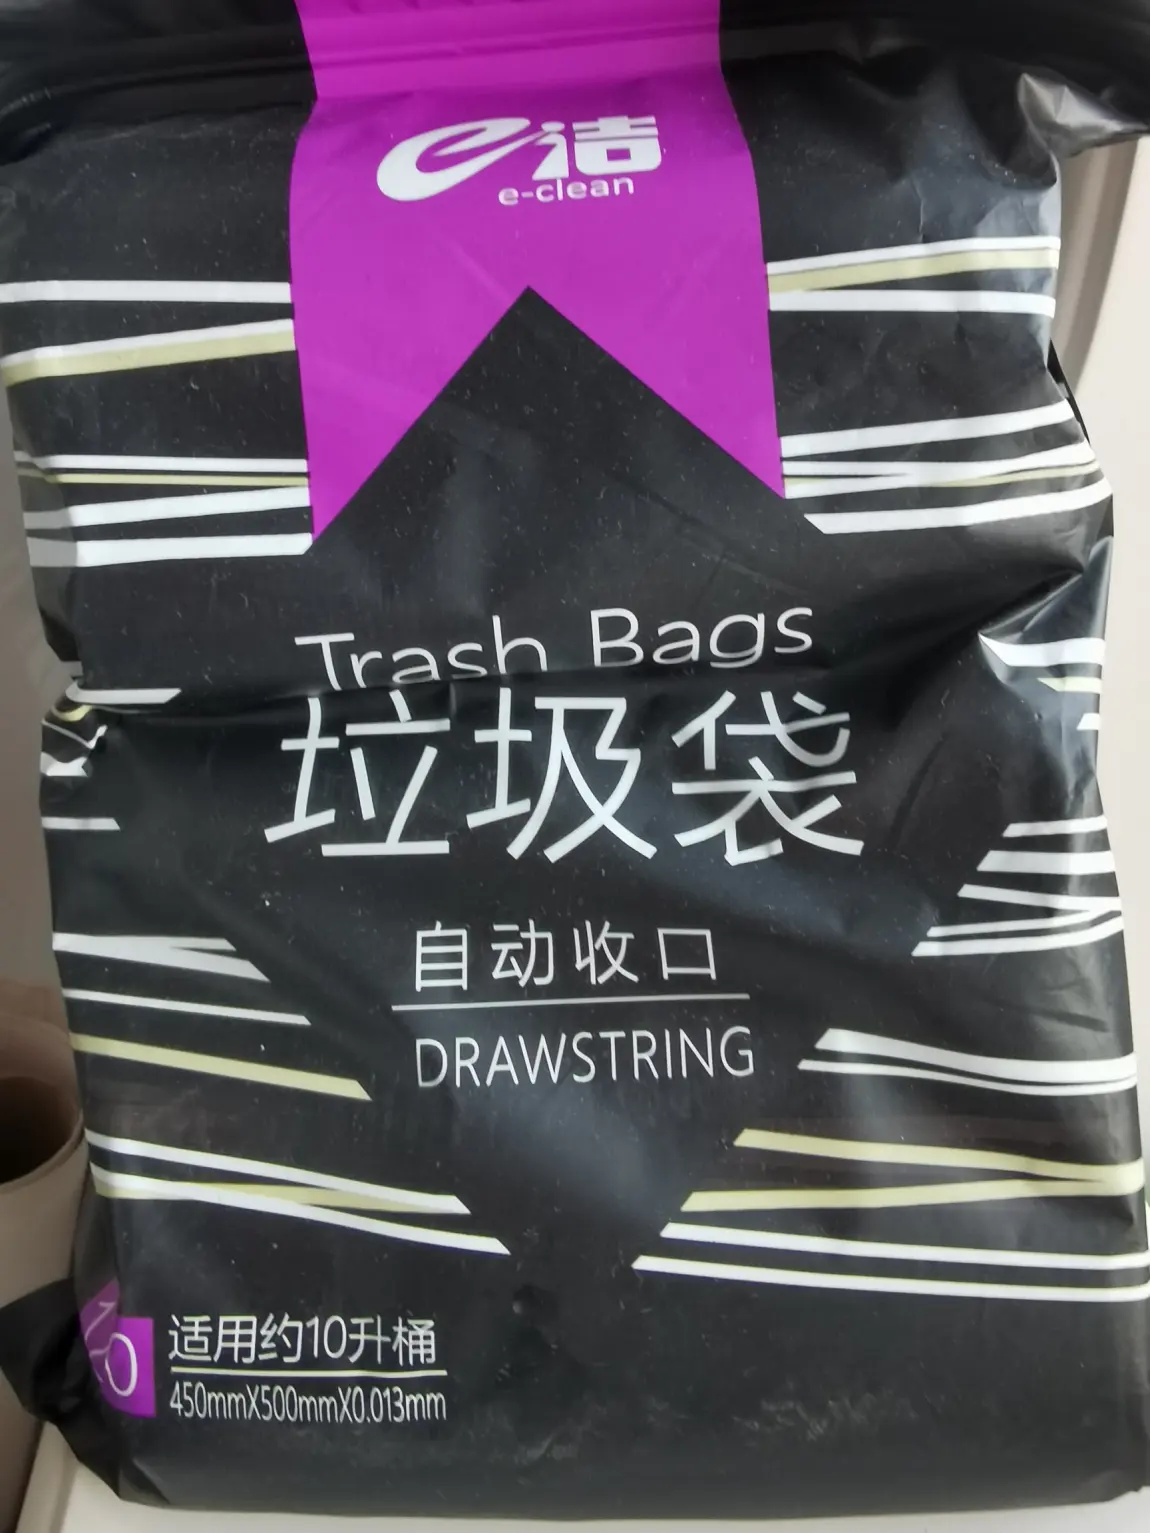 e洁
e-clean
Trash Bags
垃圾袋
自动收口
DRAWSTRING
10
适用约10升桶
450mmX500mmX0.013mm